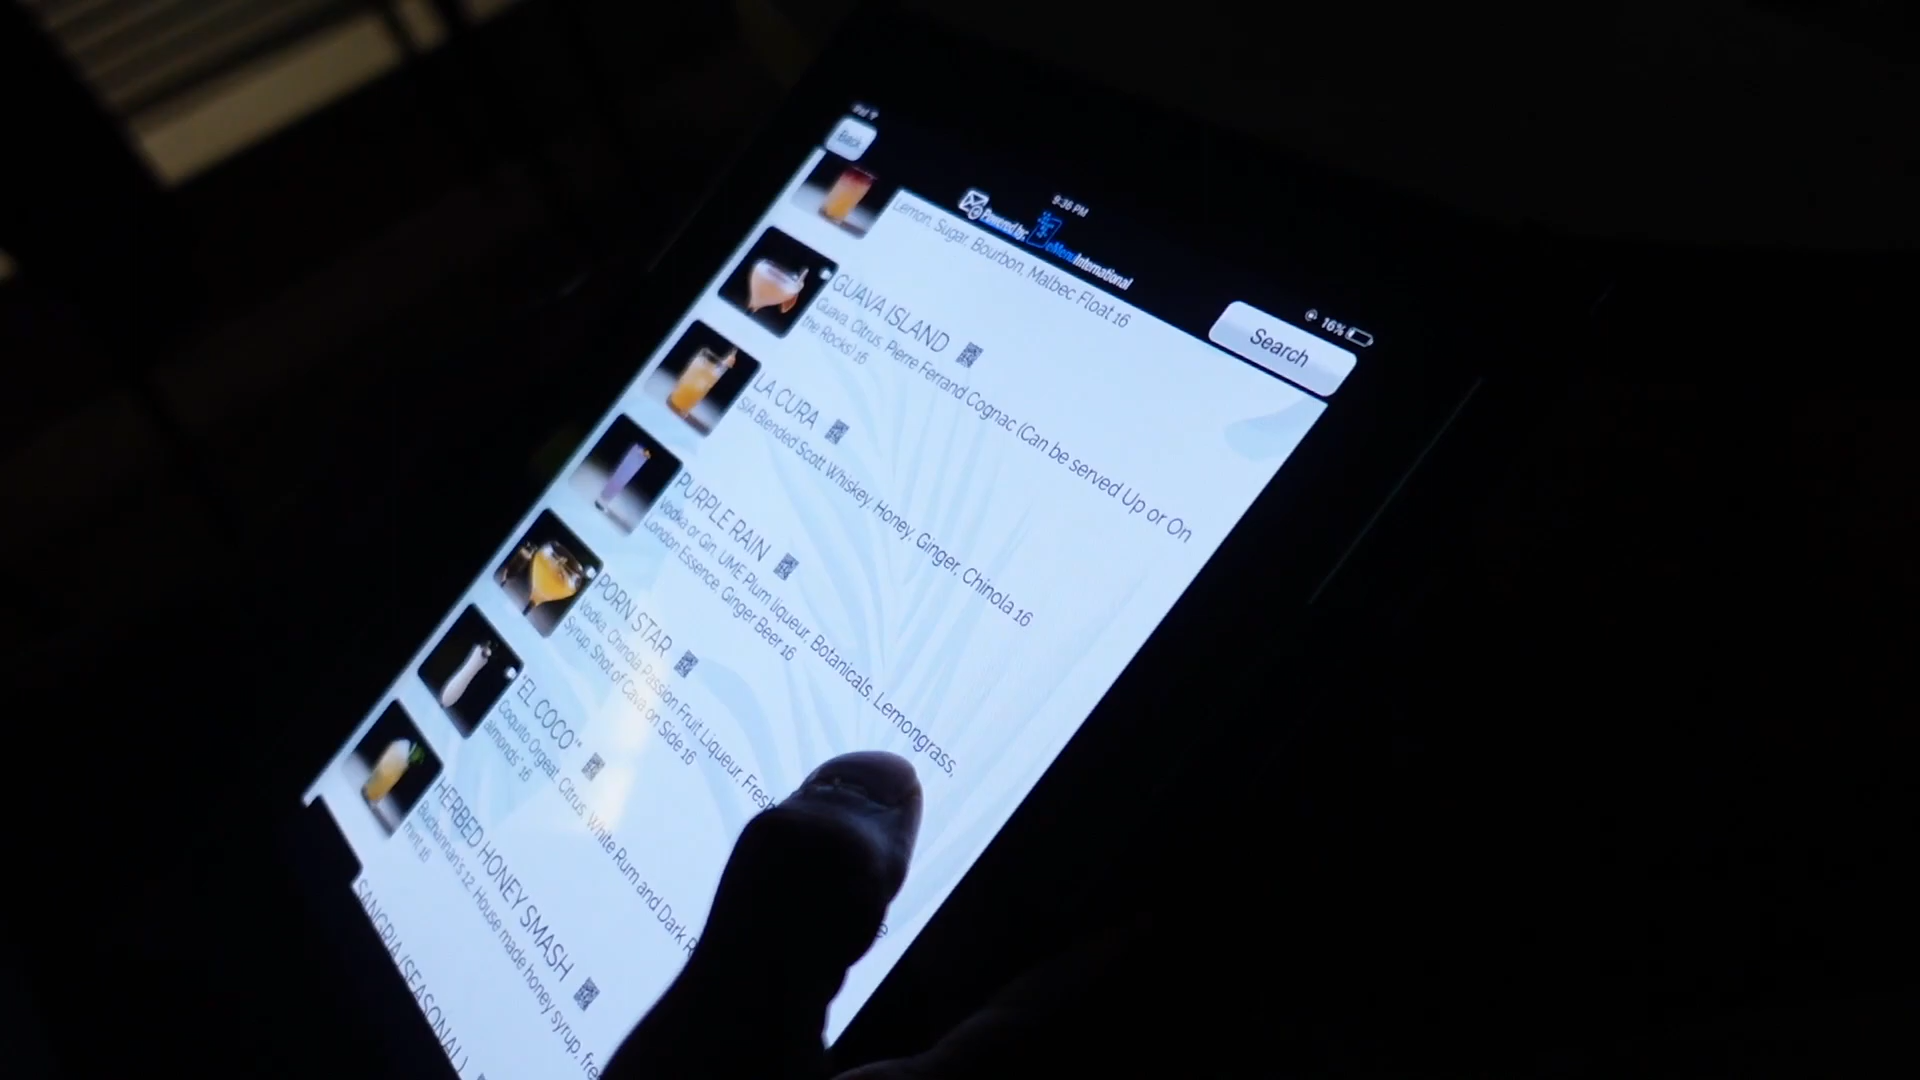 iPad
Back
9:36 PM
16%
Powered by:
eMenuInternational
Search
Lemon, Sugar, Bourbon, Malbec Float 16
GUAVA ISLAND
Guava, Citrus, Pierre Ferrand Cognac (Can be served Up or On
the Rocks) 16
LA CURA
SIA Blended Scott Whiskey, Honey, Ginger, Chinola 16
PURPLE RAIN
Vodka or Gin, UME Plum liqueur, Botanicals, Lemongrass,
London Essence, Ginger Beer 16
PORN STAR
Vodka, Chinola Passion Fruit Liqueur, Fresh
Syrup, Shot of Cava on Side 16
"EL COCO"
Coquito Orgeat, Citrus, White Rum and Dark R
almonds* 16
HERBED HONEY SMASH
Buchannan's 12, House made honey syrup, fre
mint 16
SANGRIA (SEASONAL)